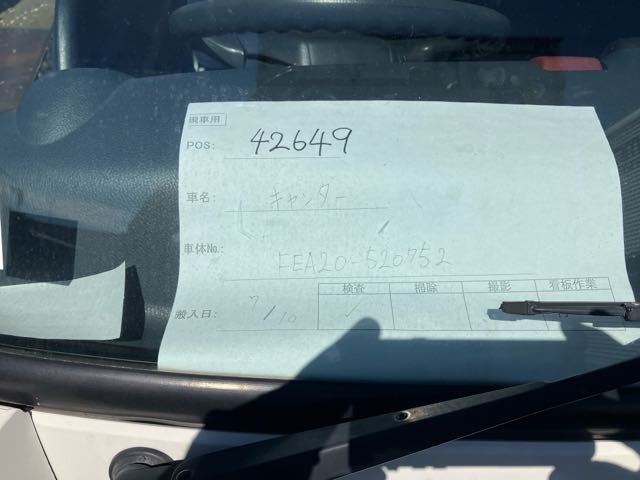 現車用
POS: 42649
車名: キャンター
車体No.: FEA20-520752
検査 掃除 撮影 看板作業
搬入日: 7/10 ✓